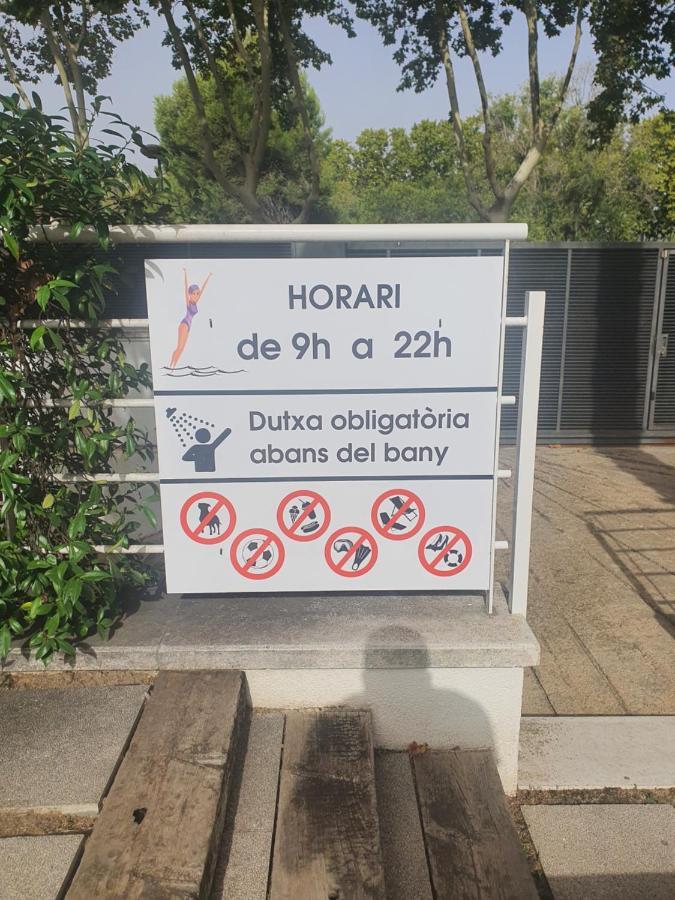 HORARI
de 9h a 22h
Dutxa obligatòria
abans del bany